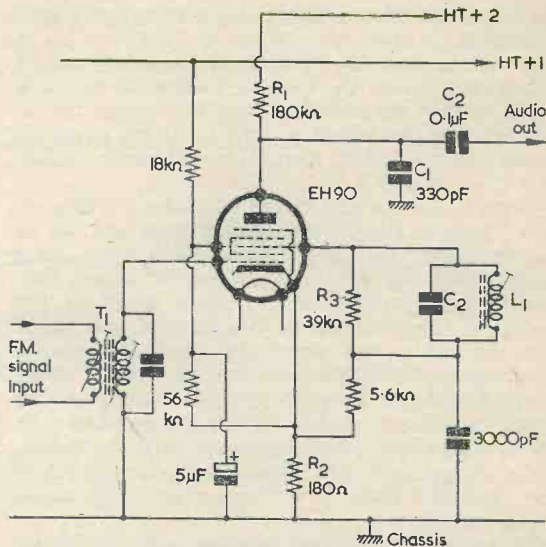 HT+2
HT+1
R1
180kΩ
C2
0·1μF
Audio
out
18kΩ
C1
330pF
EH90
T1
F.M.
signal
input
R3
39kΩ
C2
L1
56
kΩ
5·6kΩ
3000pF
+
5μF
R2
180Ω
Chassis